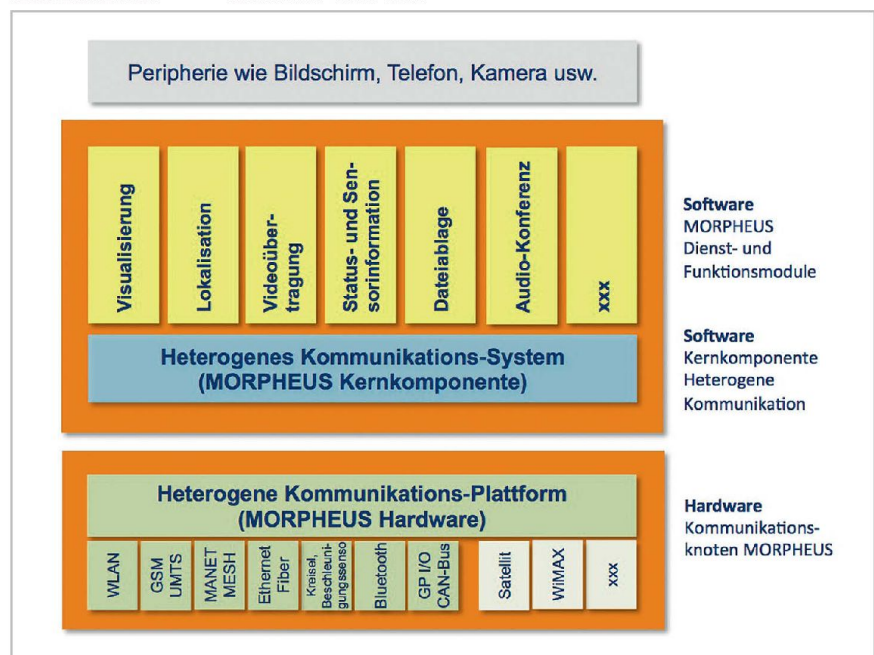 Peripherie wie Bildschirm, Telefon, Kamera usw.
Visualisierung
Lokalisation
Videoüber-
tragung
Status- und Sen-
sorinformation
Dateiablage
Audio-Konferenz
xxx
Software
MORPHEUS
Dienst- und
Funktionsmodule
Heterogenes Kommunikations-System
(MORPHEUS Kernkomponente)
Software
Kernkomponente
Heterogene
Kommunikation
Heterogene Kommunikations-Plattform
(MORPHEUS Hardware)
WLAN
GSM
UMTS
MANET
MESH
Ethernet
Fiber
Kreisel,
Beschleuni-
gungssenso
Bluetooth
GP I/O
CAN-Bus
Satellit
WiMAX
xxx
Hardware
Kommunikations-
knoten MORPHEUS